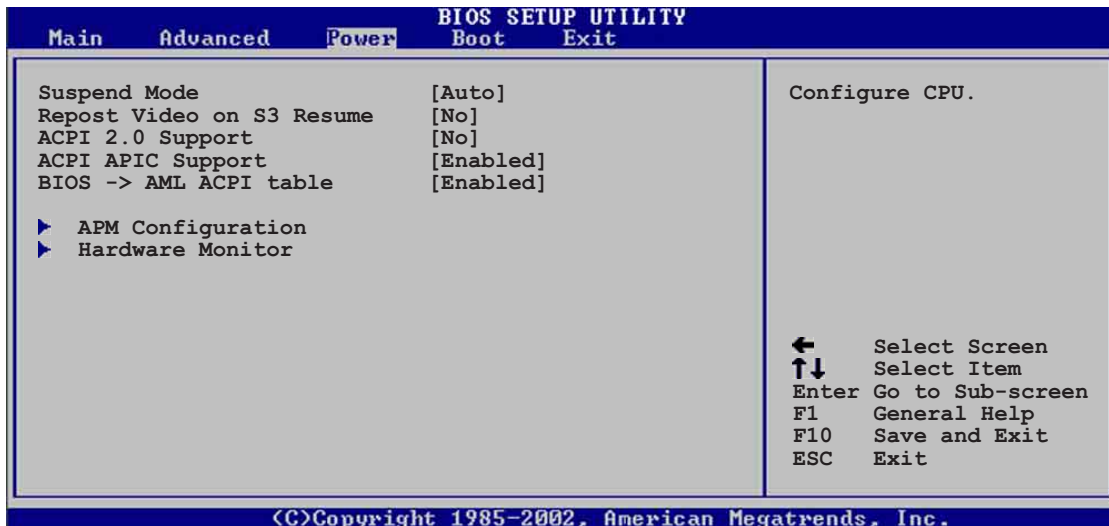 BIOS SETUP UTILITY
Main Advanced Power Boot Exit
Suspend Mode [Auto]
Repost Video on S3 Resume [No]
ACPI 2.0 Support [No]
ACPI APIC Support [Enabled]
BIOS -> AML ACPI table [Enabled]
APM Configuration
Hardware Monitor
Configure CPU.
← Select Screen
↑↓ Select Item
Enter Go to Sub-screen
F1 General Help
F10 Save and Exit
ESC Exit
(C)Copyright 1985-2002, American Megatrends, Inc.